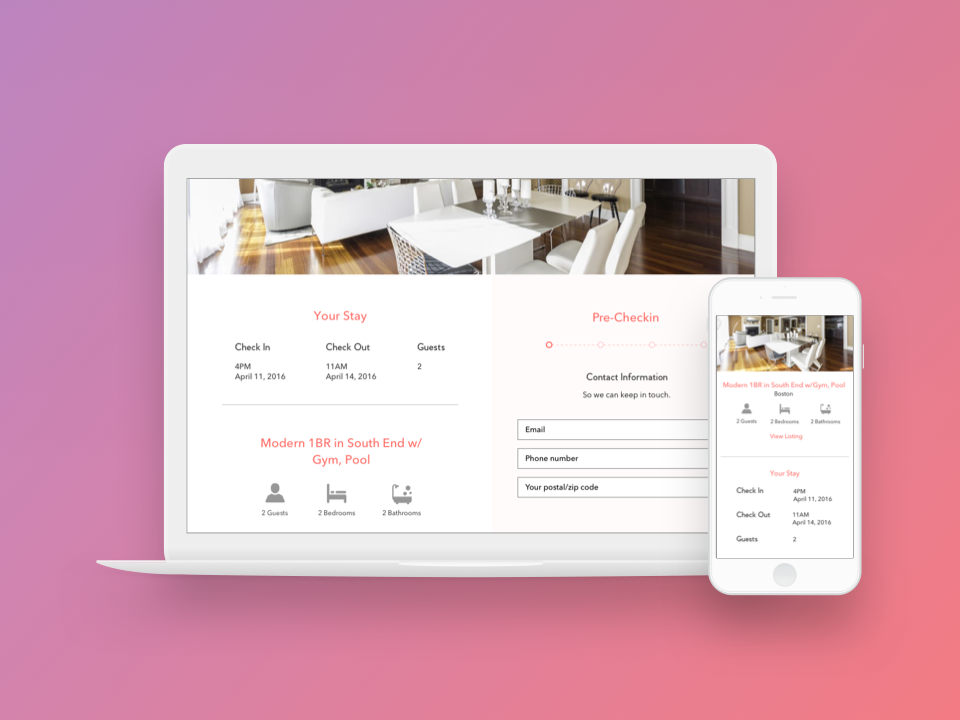 Your Stay
Check In
Check Out
Guests
4PM
11AM
2
April 11, 2016
April 14, 2016
Modern 1BR in South End w/
Gym, Pool
2 Guests
2 Bedrooms
2 Bathrooms
Pre-Checkin
Contact Information
So we can keep in touch.
Email
Phone number
Your postal/zip code
Modern 1BR in South End w/Gym, Pool
Boston
2 Guests
2 Bedrooms
2 Bathrooms
View Listing
Your Stay
Check In
4PM
April 11, 2016
Check Out
11AM
April 14, 2016
Guests
2